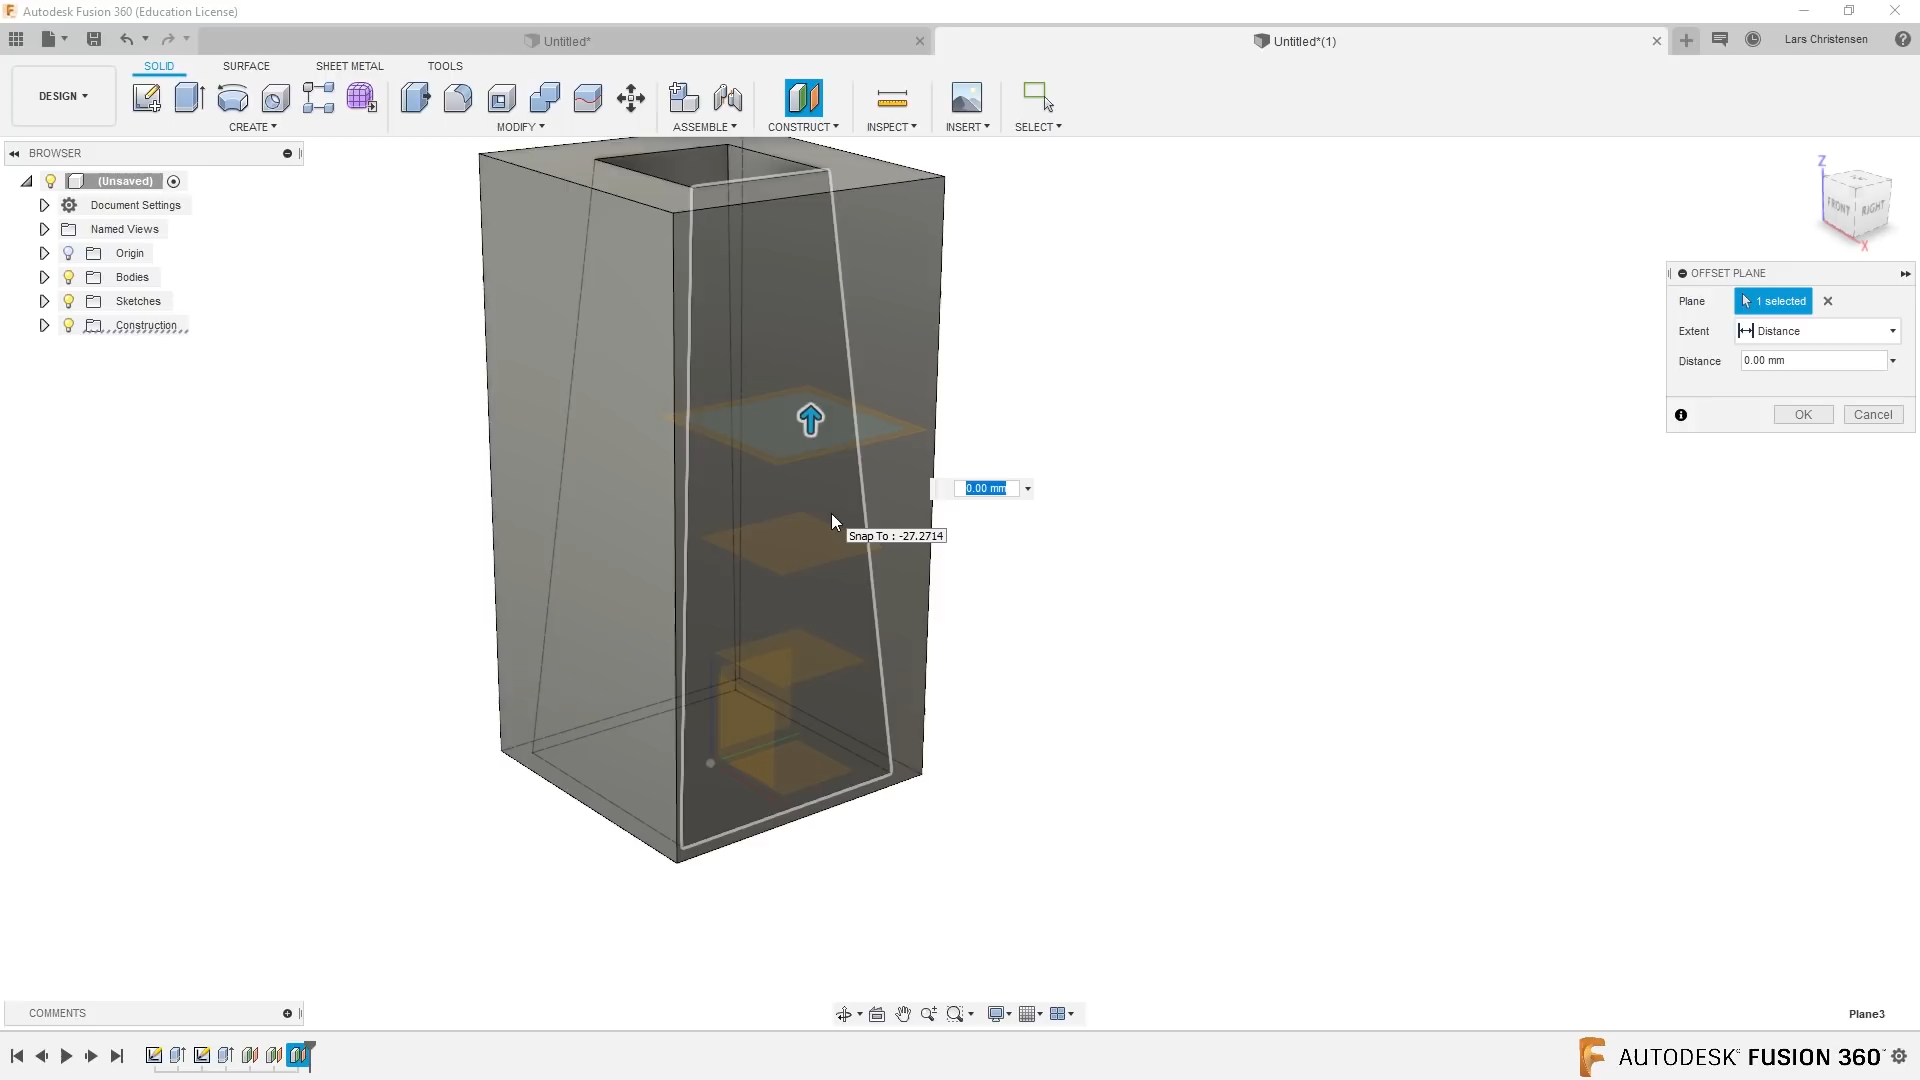 Autodesk Fusion 360 (Education License)
Untitled*
Untitled*(1)
Lars Christensen
SOLID
SURFACE
SHEET METAL
TOOLS
DESIGN
CREATE
MODIFY
ASSEMBLE
CONSTRUCT
INSPECT
INSERT
SELECT
BROWSER
(Unsaved)
Document Settings
Named Views
Origin
Bodies
Sketches
Construction
Z
FRONT
RIGHT
X
OFFSET PLANE
Plane
1 selected
Extent
Distance
Distance
0.00 mm
OK
Cancel
0.00 mm
Snap To : -27.2714
COMMENTS
Plane3
AUTODESK® FUSION 360™